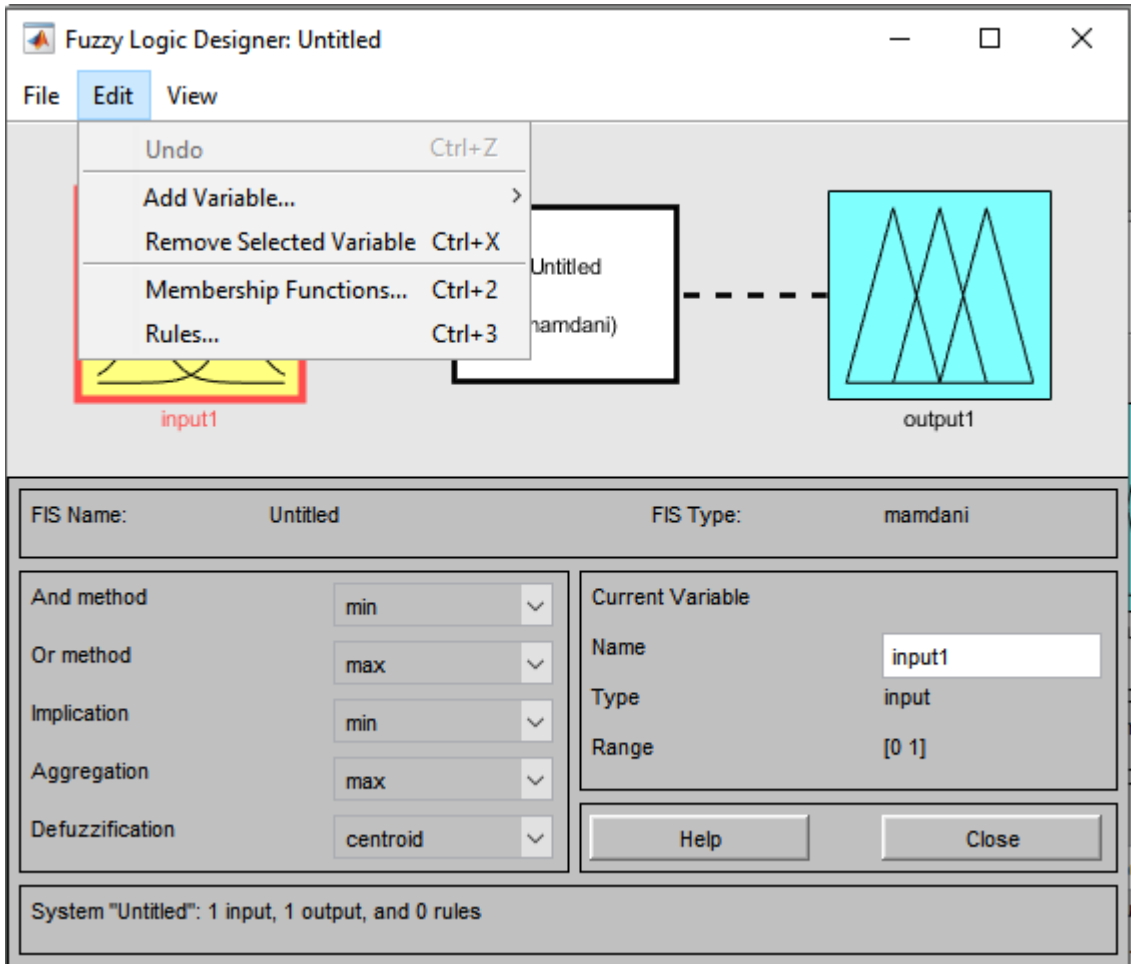 Fuzzy Logic Designer: Untitled
File Edit View
Undo Ctrl+Z
Add Variable...
Remove Selected Variable Ctrl+X
Membership Functions... Ctrl+2
Rules... Ctrl+3
Untitled
input1
output1
FIS Name: Untitled FIS Type: mamdani
And method min
Or method max
Implication min
Aggregation max
Defuzzification centroid
Current Variable
Name input1
Type input
Range [0 1]
Help Close
System "Untitled": 1 input, 1 output, and 0 rules